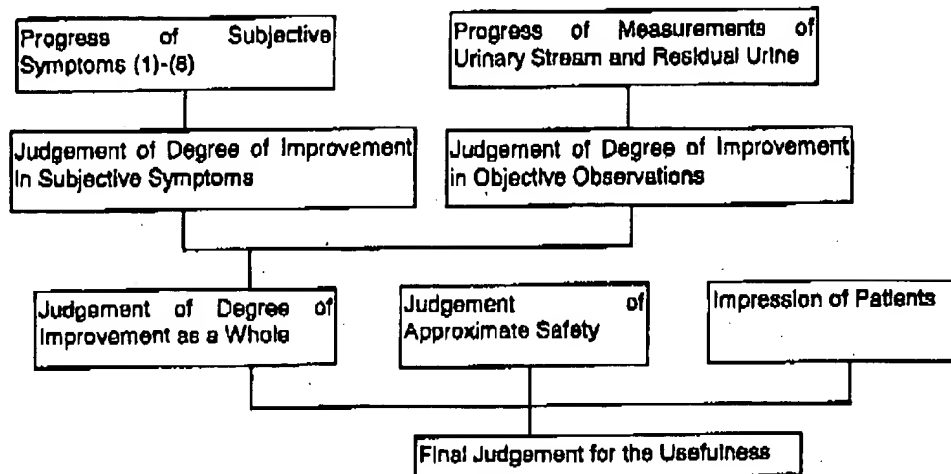 Progress of Subjective
Symptoms (1)-(8)
Progress of Measurements of
Urinary Stream and Residual Urine
Judgement of Degree of Improvement
in Subjective Symptoms
Judgement of Degree of Improvement
in Objective Observations
Judgement of Degree of
Improvement as a Whole
Judgement of
Approximate Safety
Impression of Patients
Final Judgement for the Usefulness